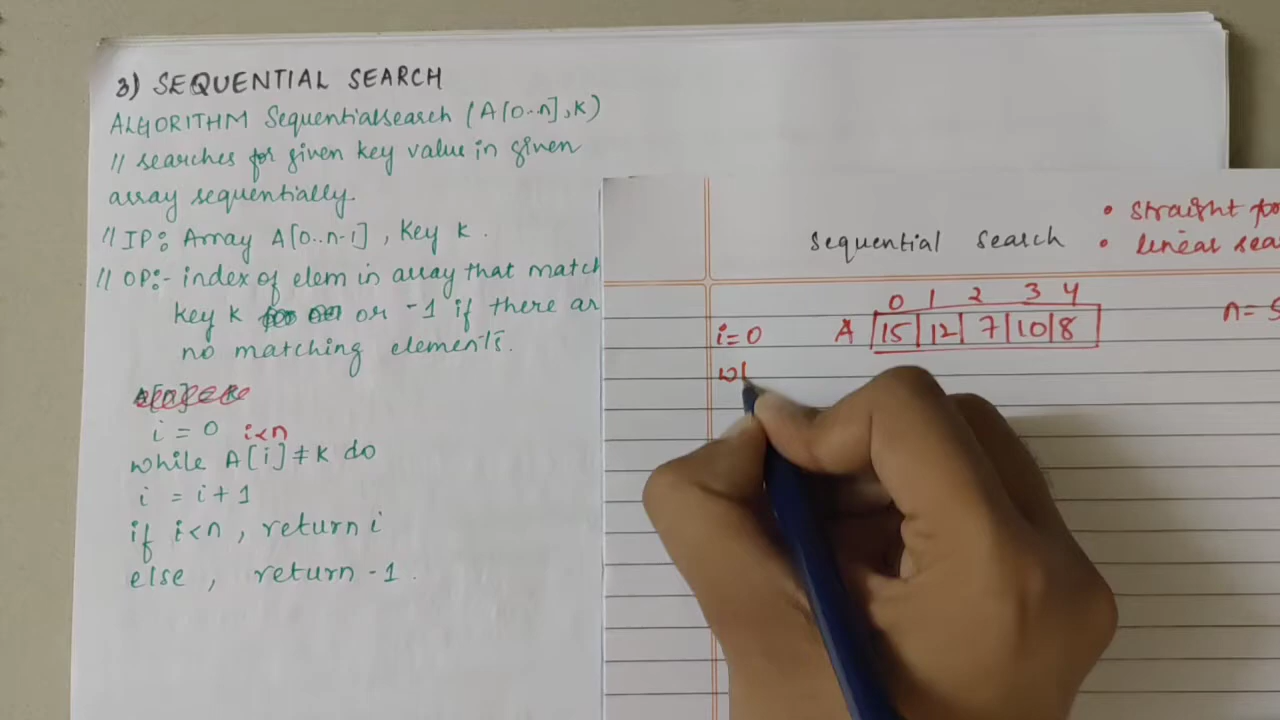 3) SEQUENTIAL SEARCH
ALGORITHM Sequentialsearch (A[0..n], K)
// searches for given key value in given
array sequentially.
// IP: Array A[0..n-1], Key K.
// OP:- index of elem in array that match
key K or -1 if there ar
no matching elements.
i = 0 i<n
while A[i] ≠ K do
i = i + 1
if i<n, return i
else, return -1.
• straight fo
sequential search • linear sea
0 1 2 3 4
i=0 A 15 12 7 10 8 n=5
wh